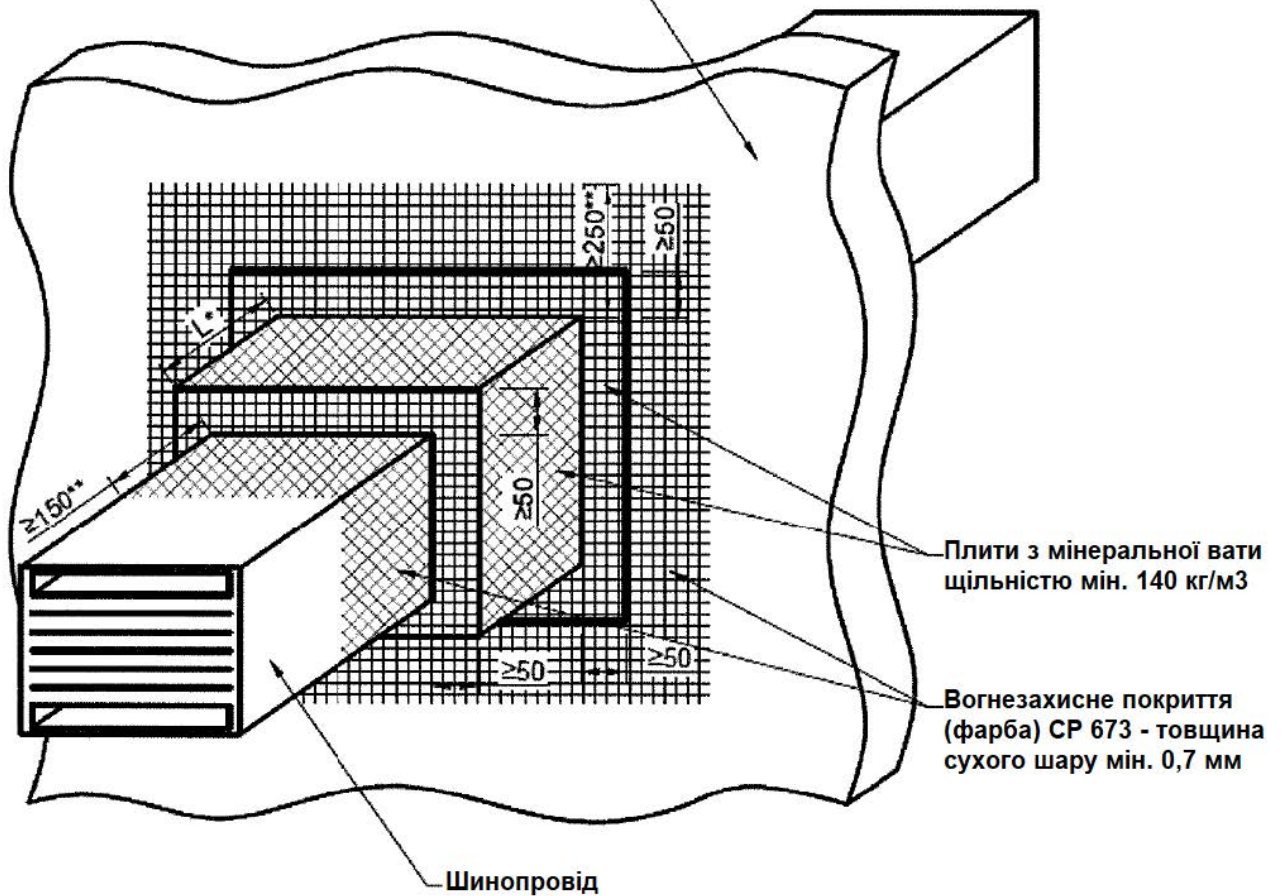 ≥250**
≥50
L*
≥150**
≥50
≥50
≥50
Плити з мінеральної вати
щільністю мін. 140 кг/м3
Вогнезахисне покриття
(фарба) СР 673 - товщина
сухого шару мін. 0,7 мм
Шинопровід